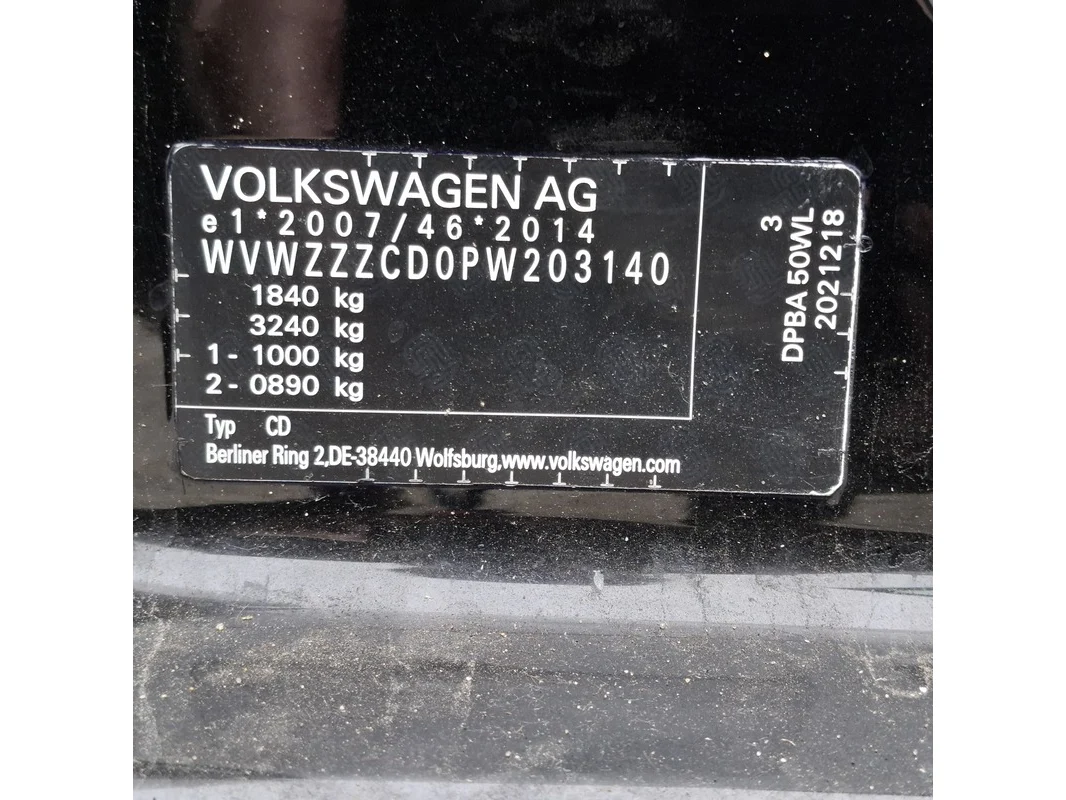 VOLKSWAGEN AG
e1*2007/46*2014
WVWZZZCD0PW203140
1840 kg
3240 kg
1- 1000 kg
2- 0890 kg
Typ CD
Berliner Ring 2,DE-38440 Wolfsburg,www.volkswagen.com
3
DPBA 50WL
2021218